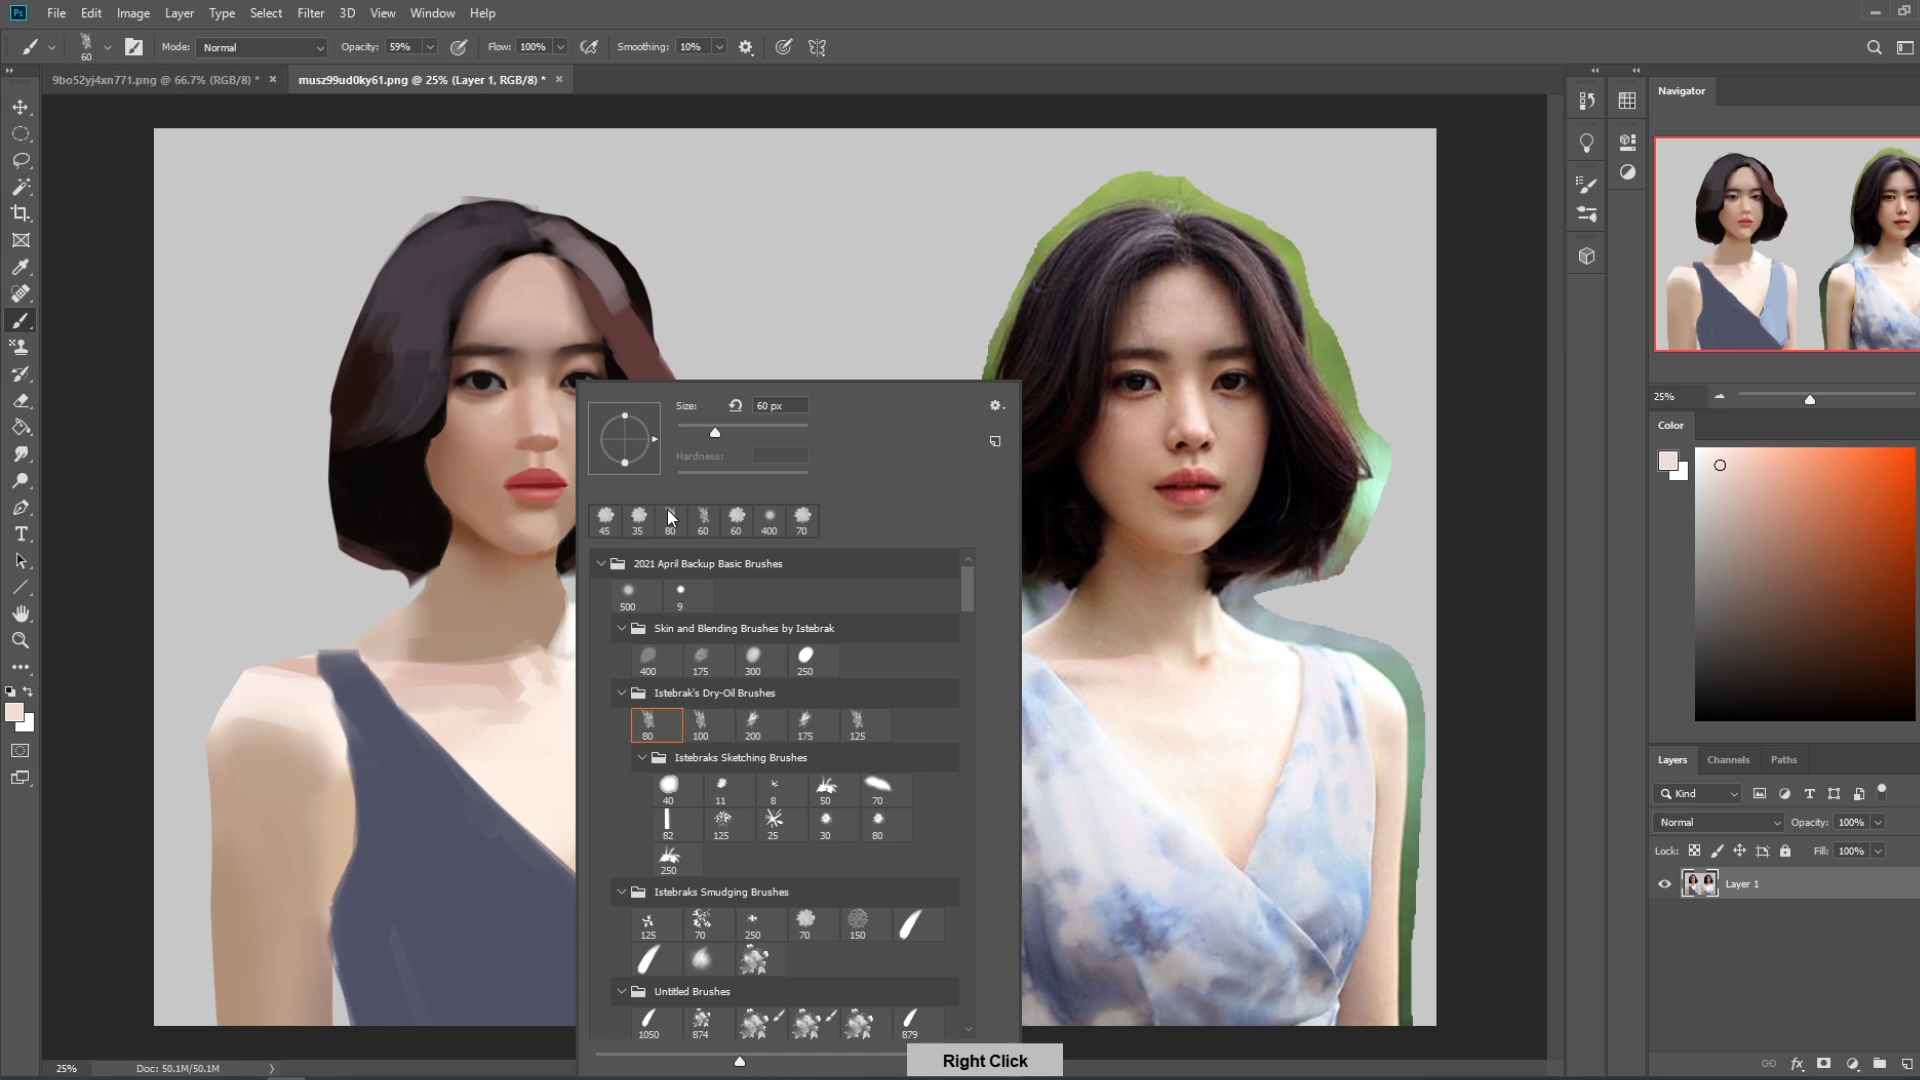 Ps File Edit Image Layer Type Select Filter 3D View Window Help
60 Mode: Normal Opacity: 59% Flow: 100% Smoothing: 10%
9bo52yj4xn771.png @ 66.7% (RGB/8) * musz99ud0ky61.png @ 25% (Layer 1, RGB/8) *
Navigator
25%
Color
Size: 60 px
Hardness:
45 35 80 60 60 400 70
2021 April Backup Basic Brushes
500 9
Skin and Blending Brushes by Istebrak
400 175 300 250
Istebrak's Dry-Oil Brushes
80 100 200 175 125
Istebraks Sketching Brushes
40 11 8 50 70
82 125 25 30 80
250
Istebraks Smudging Brushes
125 70 250 70 150
Untitled Brushes
1050 874 879
Layers Channels Paths
Kind
Normal Opacity: 100%
Lock: Fill: 100%
Layer 1
fx
25% Doc: 50.1M/50.1M
Right Click